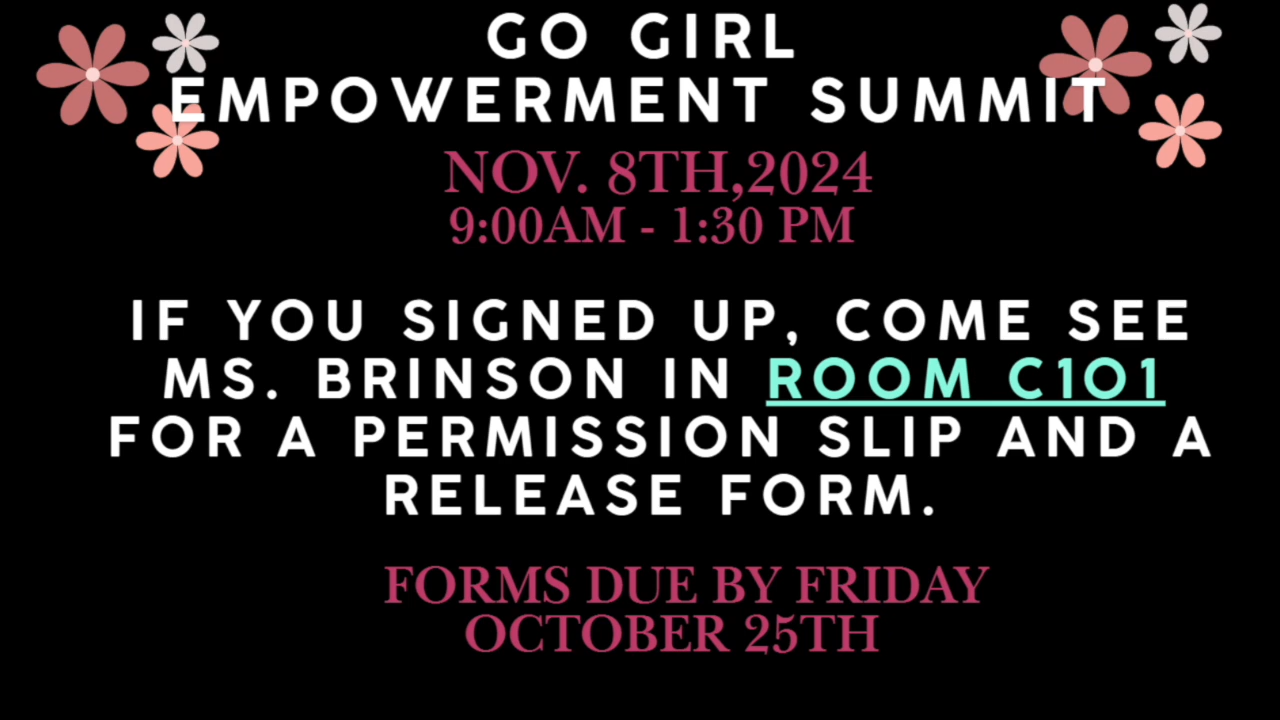 GO GIRL
EMPOWERMENT SUMMIT
NOV. 8TH,2024
9:00AM - 1:30 PM
IF YOU SIGNED UP, COME SEE
MS. BRINSON IN ROOM C101
FOR A PERMISSION SLIP AND A
RELEASE FORM.
FORMS DUE BY FRIDAY
OCTOBER 25TH